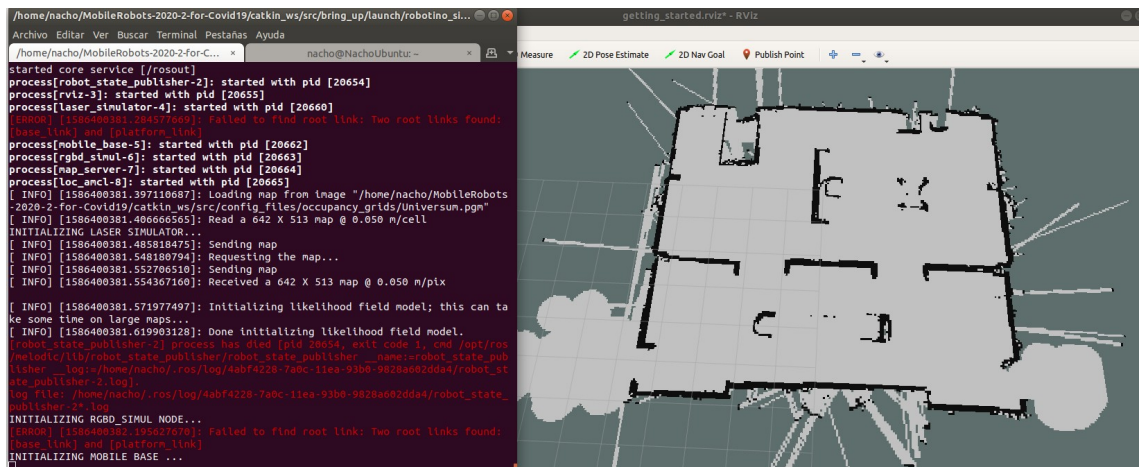 /home/nacho/MobileRobots-2020-2-for-Covid19/catkin_ws/src/bring_up/launch/robotino_si...
Archivo Editar Ver Buscar Terminal Pestañas Ayuda
/home/nacho/MobileRobots-2020-2-for-C... ×
nacho@NachoUbuntu: ~ ×
started core service [/rosout]
process[robot_state_publisher-2]: started with pid [20654]
process[rviz-3]: started with pid [20655]
process[laser_simulator-4]: started with pid [20660]
[ERROR] [1586400381.284577669]: Failed to find root link: Two root links found:
[base_link] and [platform_link]
process[mobile_base-5]: started with pid [20662]
process[rgbd_simul-6]: started with pid [20663]
process[map_server-7]: started with pid [20664]
process[loc_amcl-8]: started with pid [20665]
[ INFO] [1586400381.397110687]: Loading map from image "/home/nacho/MobileRobots
-2020-2-for-Covid19/catkin_ws/src/config_files/occupancy_grids/Universum.pgm"
[ INFO] [1586400381.406666565]: Read a 642 X 513 map @ 0.050 m/cell
INITIALIZING LASER SIMULATOR...
[ INFO] [1586400381.485818475]: Sending map
[ INFO] [1586400381.548180794]: Requesting the map...
[ INFO] [1586400381.552706510]: Sending map
[ INFO] [1586400381.554367160]: Received a 642 X 513 map @ 0.050 m/pix
[ INFO] [1586400381.571977497]: Initializing likelihood field model; this can ta
ke some time on large maps...
[ INFO] [1586400381.619903128]: Done initializing likelihood field model.
[robot_state_publisher-2] process has died [pid 20654, exit code 1, cmd /opt/ros
/melodic/lib/robot_state_publisher/robot_state_publisher __name:=robot_state_pub
lisher __log:=/home/nacho/.ros/log/4abf4228-7a0c-11ea-93b0-9828a602dda4/robot_st
ate_publisher-2.log].
log file: /home/nacho/.ros/log/4abf4228-7a0c-11ea-93b0-9828a602dda4/robot_state_
publisher-2*.log
INITIALIZING RGBD_SIMUL NODE...
[ERROR] [1586400382.195627670]: Failed to find root link: Two root links found:
[base_link] and [platform_link]
INITIALIZING MOBILE BASE ...
getting_started.rviz* - RViz
Measure 2D Pose Estimate 2D Nav Goal Publish Point